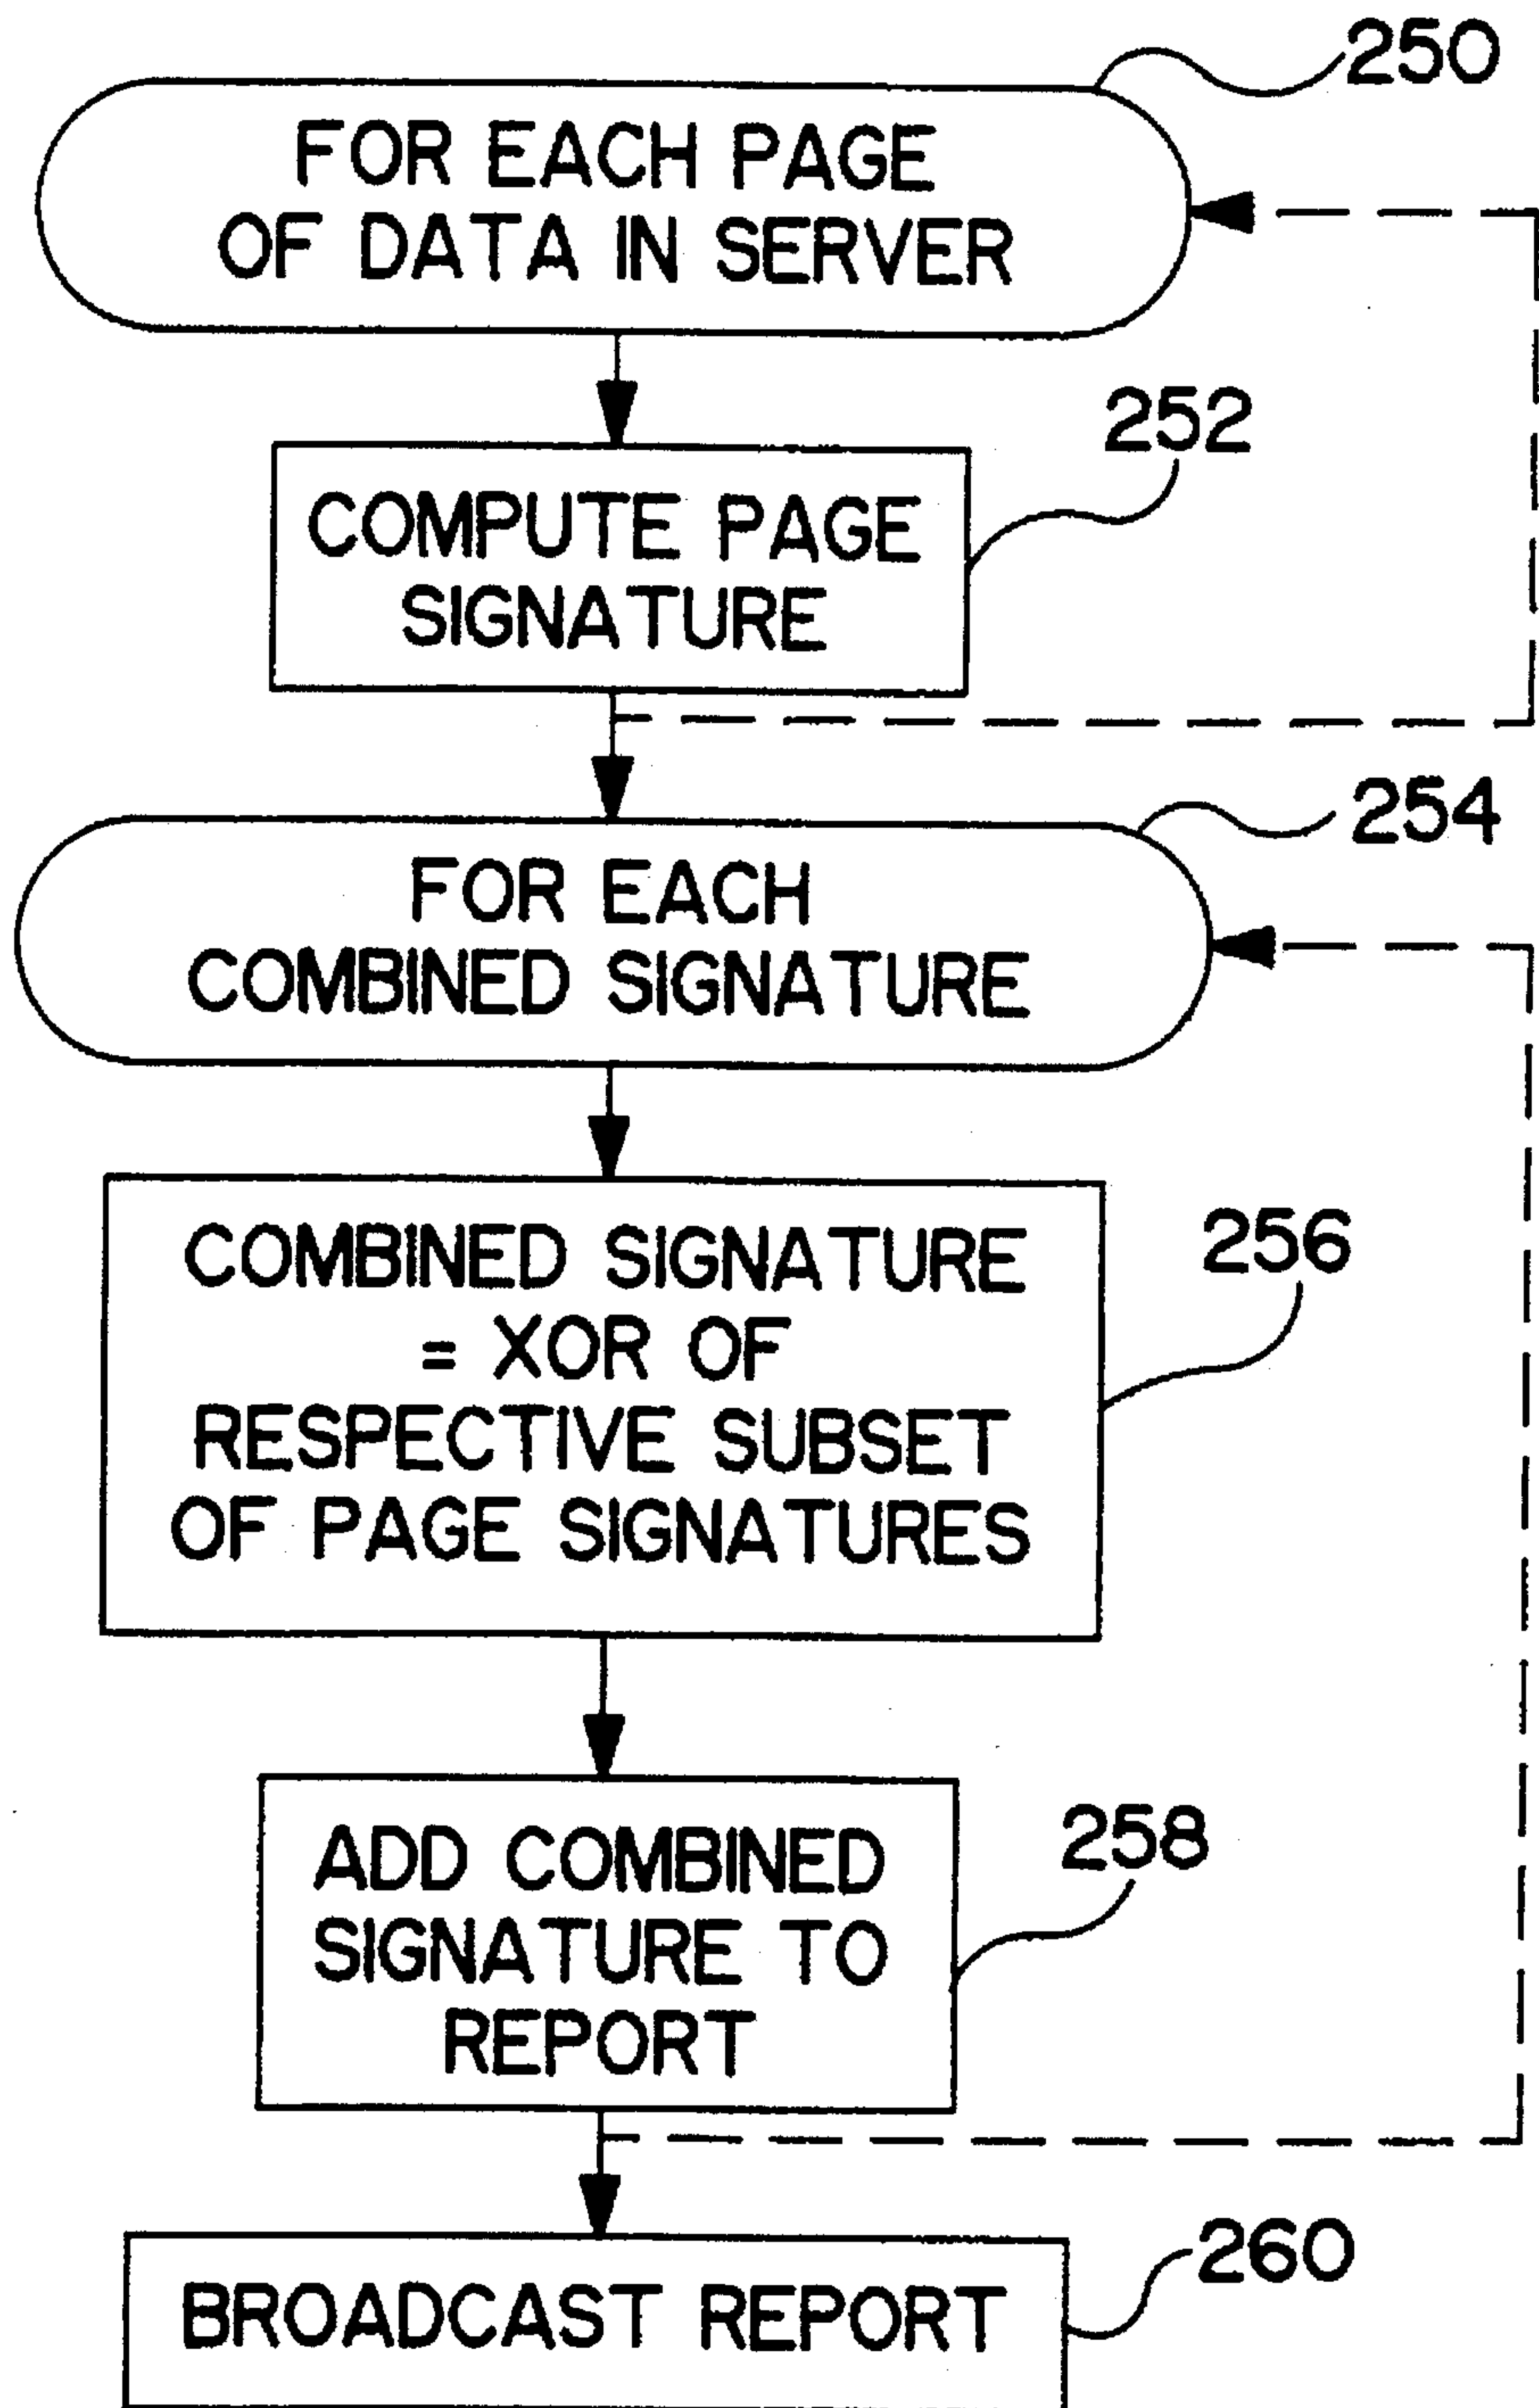 250
FOR EACH PAGE
OF DATA IN SERVER
252
COMPUTE PAGE
SIGNATURE
254
FOR EACH
COMBINED SIGNATURE
256
COMBINED SIGNATURE
= XOR OF
RESPECTIVE SUBSET
OF PAGE SIGNATURES
258
ADD COMBINED
SIGNATURE TO
REPORT
260
BROADCAST REPORT